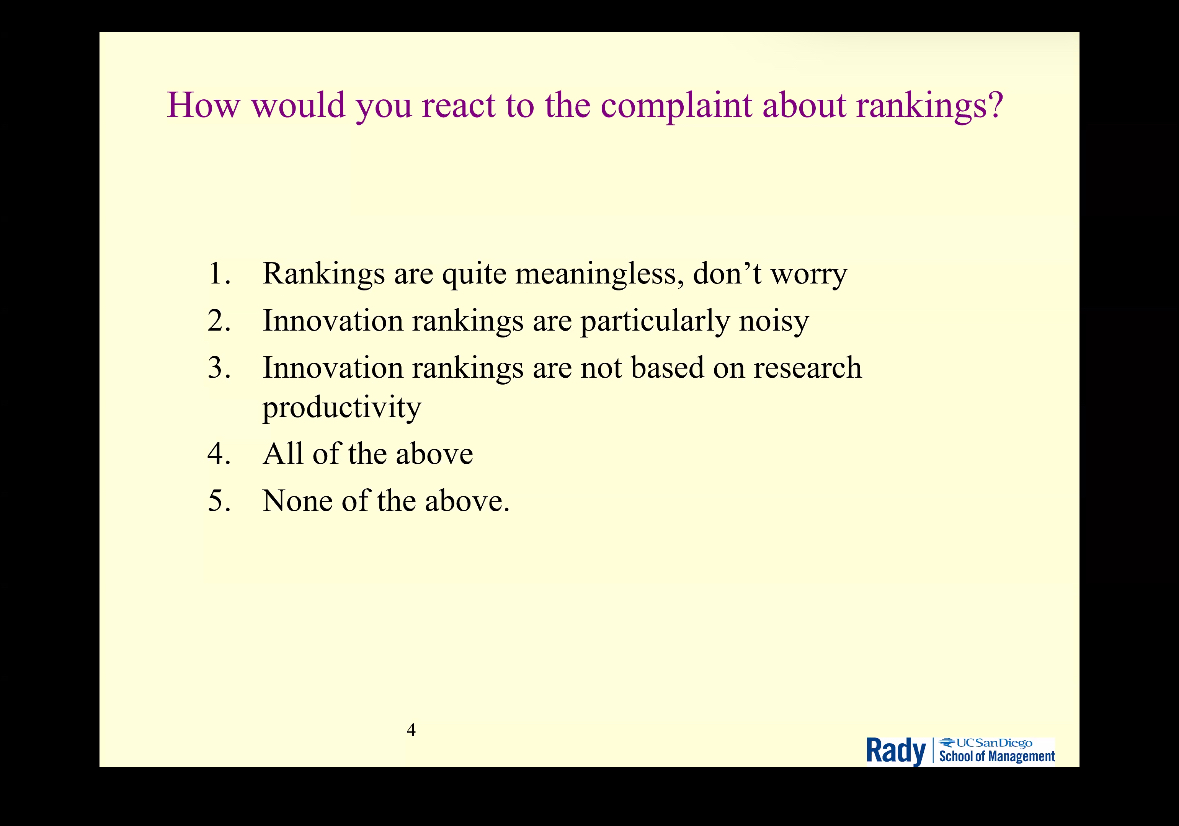 How would you react to the complaint about rankings?
1. Rankings are quite meaningless, don’t worry
2. Innovation rankings are particularly noisy
3. Innovation rankings are not based on research
productivity
4. All of the above
5. None of the above.
4
Rady
UC San Diego
School of Management